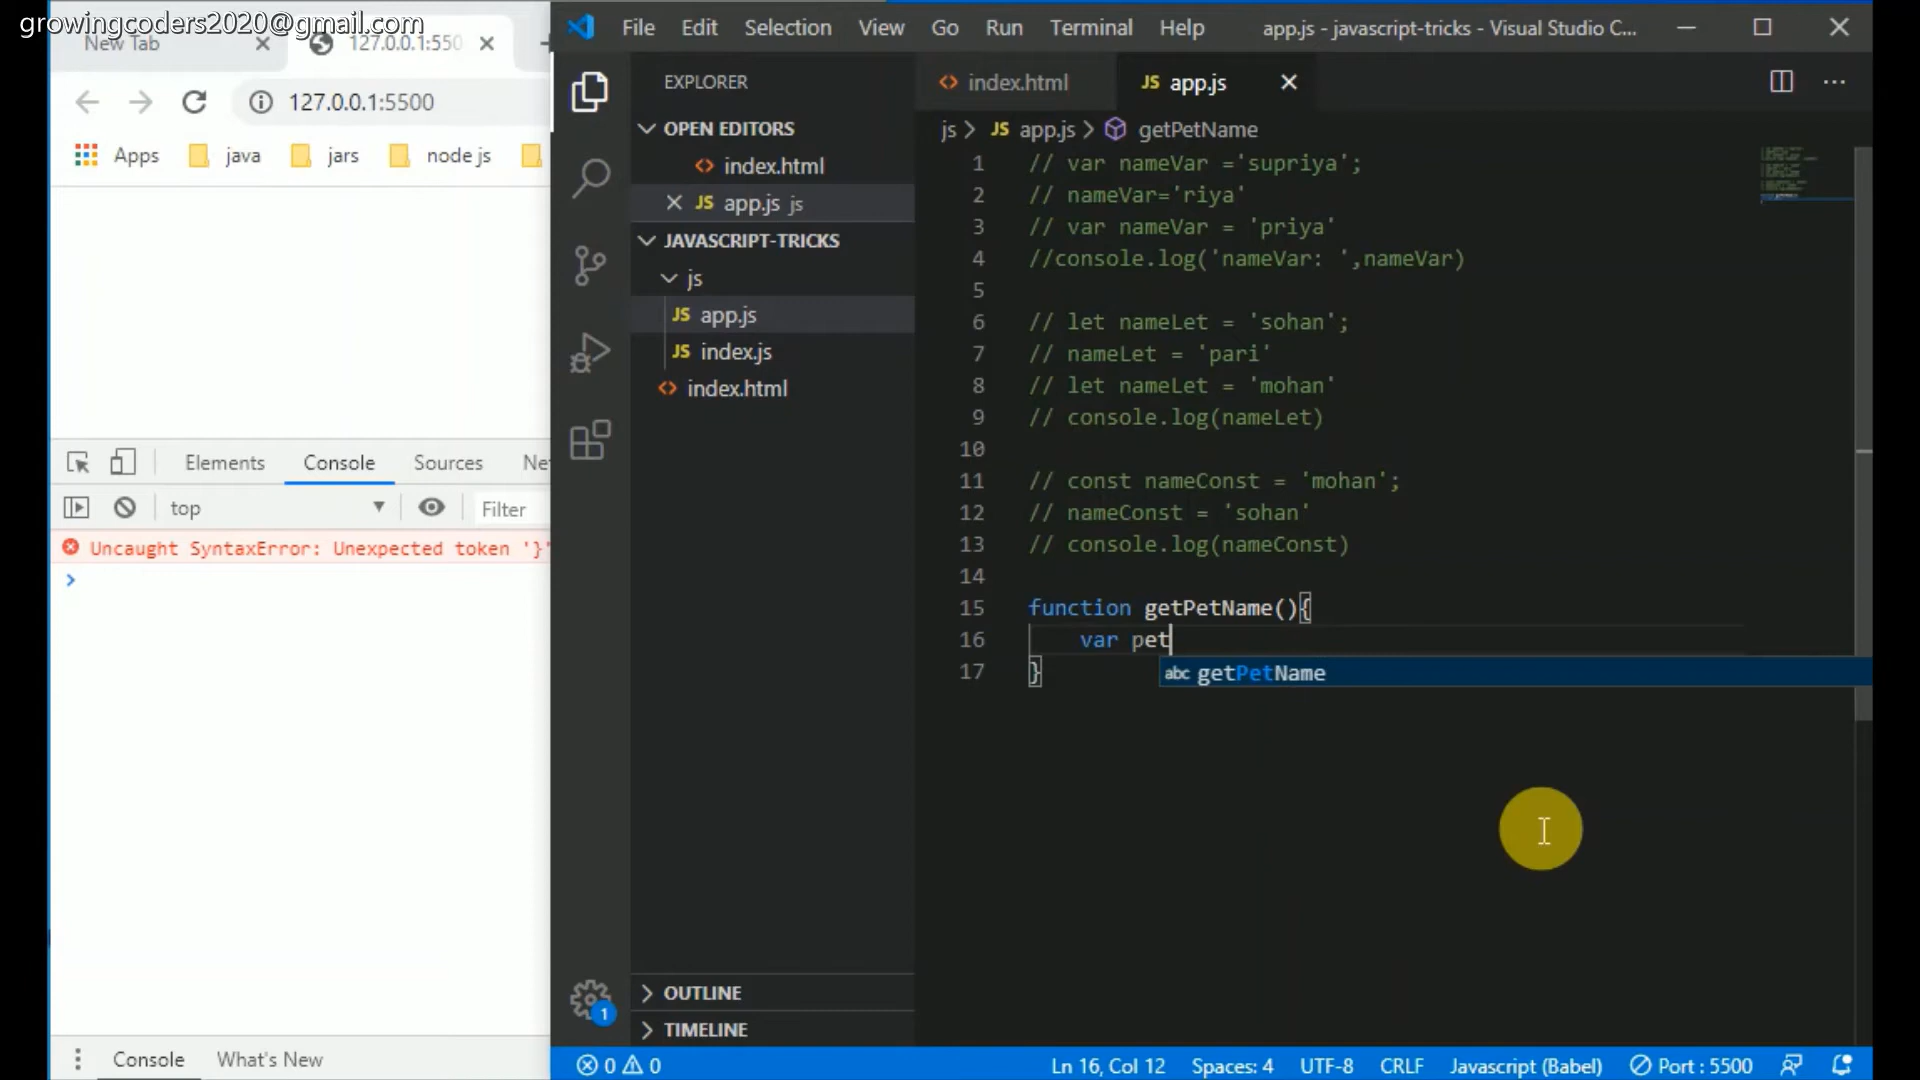 growingcoders2020@gmail.com
New Tab
127.0.0.1:550
127.0.0.1:5500
Apps java jars node js
Elements Console Sources Ne
top Filter
Uncaught SyntaxError: Unexpected token '}'
Console What's New
File Edit Selection View Go Run Terminal Help app.js - javascript-tricks - Visual Studio C...
EXPLORER
OPEN EDITORS
index.html
JS app.js js
JAVASCRIPT-TRICKS
js
JS app.js
JS index.js
index.html
OUTLINE
TIMELINE
1
index.html JS app.js
js > JS app.js > getPetName
1 // var nameVar ='supriya';
2 // nameVar='riya'
3 // var nameVar = 'priya'
4 //console.log('nameVar: ',nameVar)
5
6 // let nameLet = 'sohan';
7 // nameLet = 'pari'
8 // let nameLet = 'mohan'
9 // console.log(nameLet)
10
11 // const nameConst = 'mohan';
12 // nameConst = 'sohan'
13 // console.log(nameConst)
14
15 function getPetName(){
16 var pet
17 }
abc getPetName
0 0 Ln 16, Col 12 Spaces: 4 UTF-8 CRLF Javascript (Babel) Port : 5500